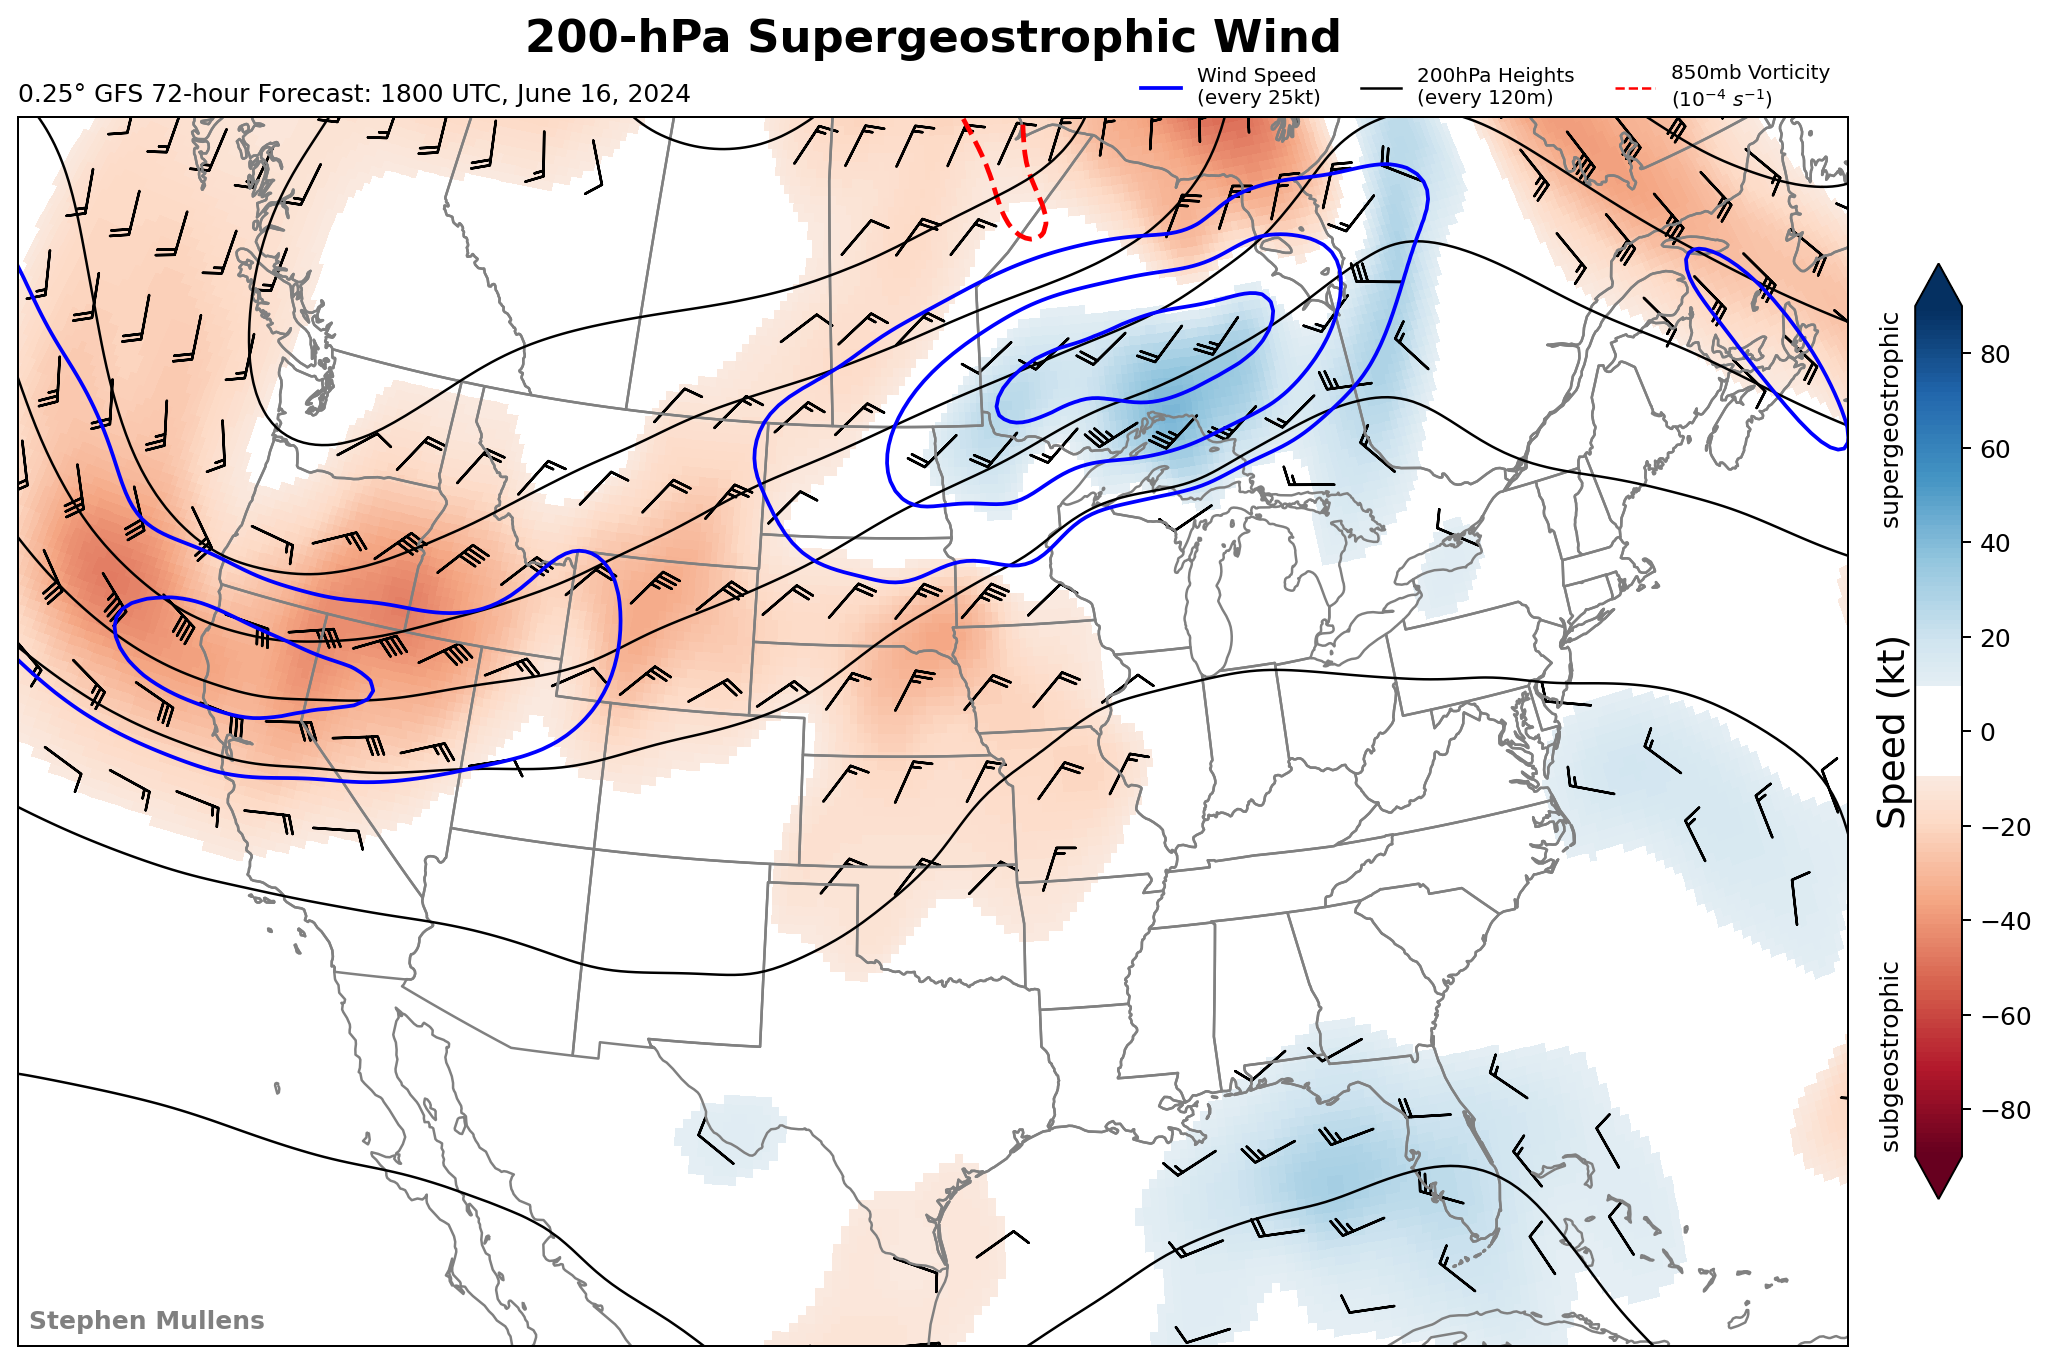 200-hPa Supergeostrophic Wind
0.25° GFS 72-hour Forecast: 1800 UTC, June 16, 2024
Wind Speed
(every 25kt)
200hPa Heights
(every 120m)
850mb Vorticity
(10⁻⁴ s⁻¹)
supergeostrophic
Speed (kt)
subgeostrophic
80
60
40
20
0
−20
−40
−60
−80
Stephen Mullens